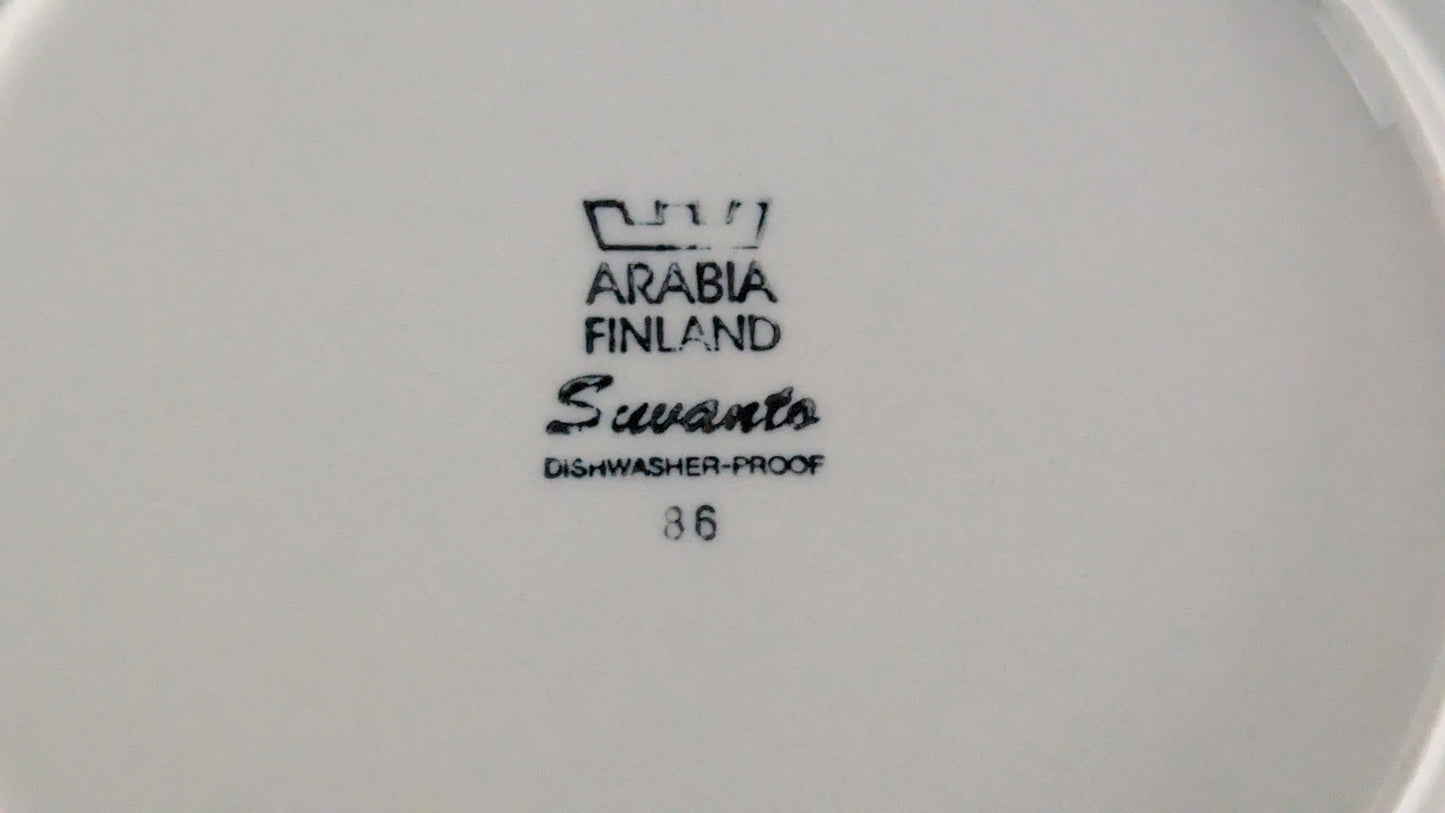 ARABIA
FINLAND
Suvanto
DISHWASHER-PROOF
86